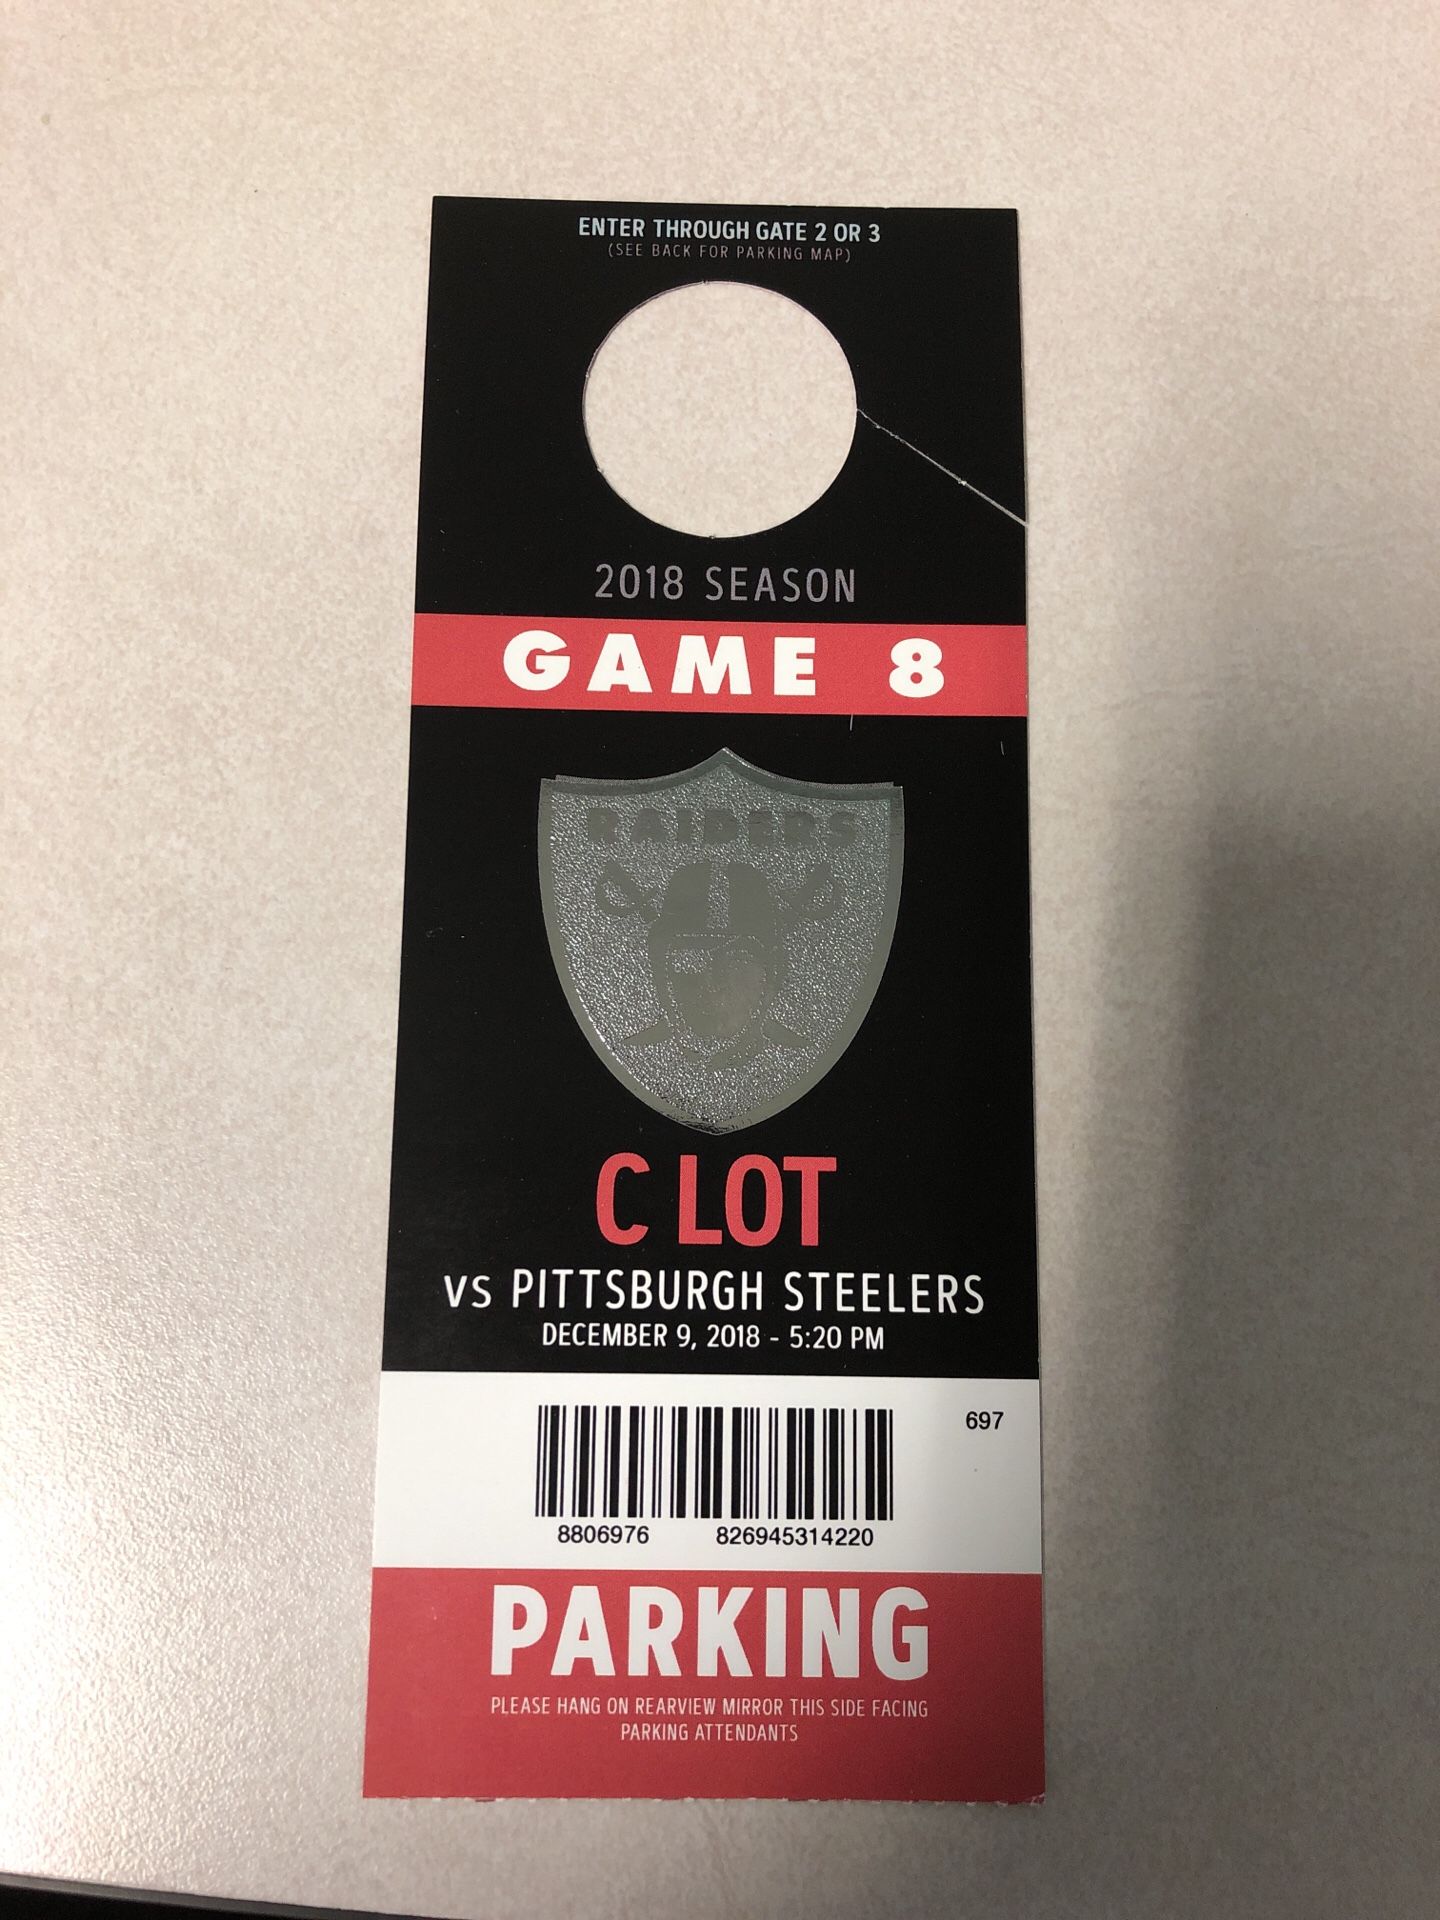 ENTER THROUGH GATE 2 OR 3
(SEE BACK FOR PARKING MAP)
2018 SEASON
GAME 8
RAIDERS
C LOT
VS PITTSBURGH STEELERS
DECEMBER 9, 2018 - 5:20 PM
697
8806976 826945314220
PARKING
PLEASE HANG ON REARVIEW MIRROR THIS SIDE FACING
PARKING ATTENDANTS